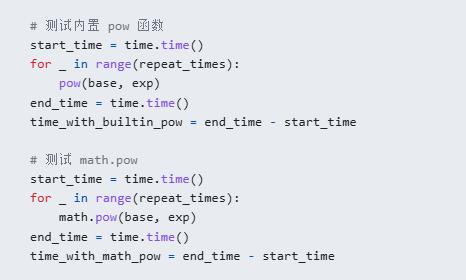 # 测试内置 pow 函数
start_time = time.time()
for _ in range(repeat_times):
    pow(base, exp)
end_time = time.time()
time_with_builtin_pow = end_time - start_time

# 测试 math.pow
start_time = time.time()
for _ in range(repeat_times):
    math.pow(base, exp)
end_time = time.time()
time_with_math_pow = end_time - start_time